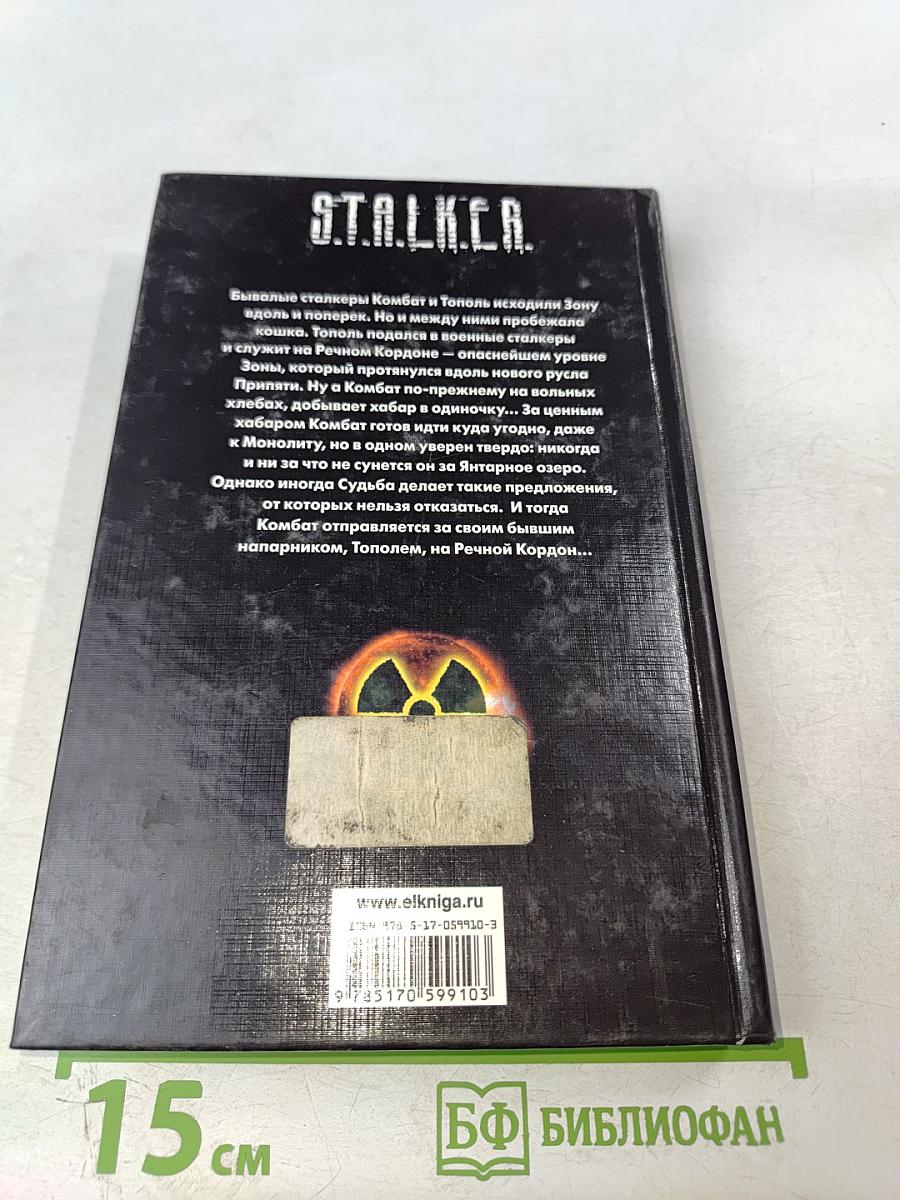 S.T.A.L.K.E.R.
Бывалые сталкеры Комбат и Тополь исходили Зону
вдоль и поперек. Но и между ними пробежала
кошка. Тополь подался в военные сталкеры
и служит на Речном Кордоне — опаснейшем уровне
Зоны, который протянулся вдоль нового русла
Припяти. Ну а Комбат по-прежнему на вольных
хлебах, добывает хабар в одиночку... За ценным
хабаром Комбат готов идти куда угодно, даже
к Монолиту, но в одном уверен твердо: никогда
и ни за что не сунется он за Янтарное озеро.
Однако иногда Судьба делает такие предложения,
от которых нельзя отказаться. И тогда
Комбат отправляется за своим бывшим
напарником, Тополем, на Речной Кордон...
www.elkniga.ru
ISBN 978-5-17-059910-3
9 785170 599103
15 см
БФ БИБЛИОФАН